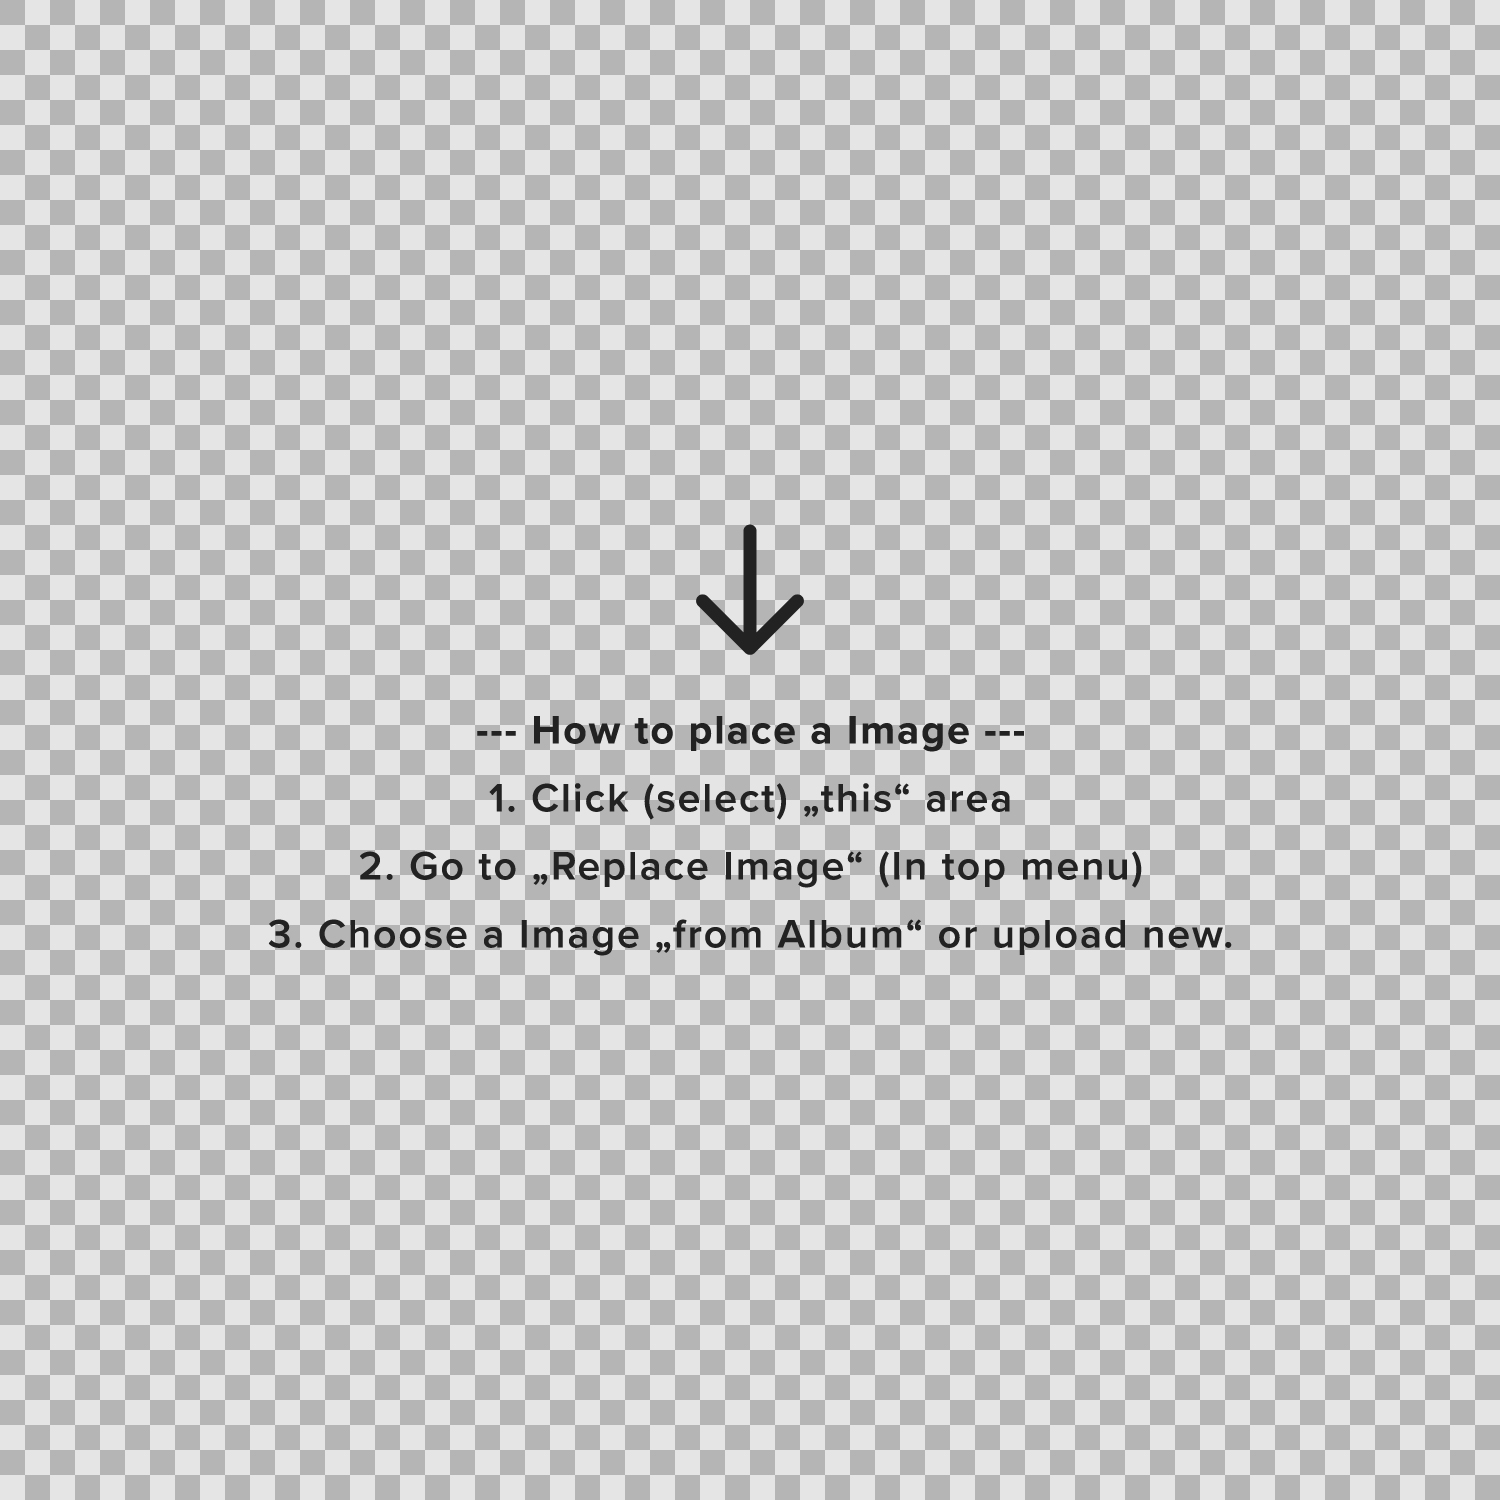 --- How to place a Image ---
1. Click (select) „this“ area
2. Go to „Replace Image“ (In top menu)
3. Choose a Image „from Album“ or upload new.